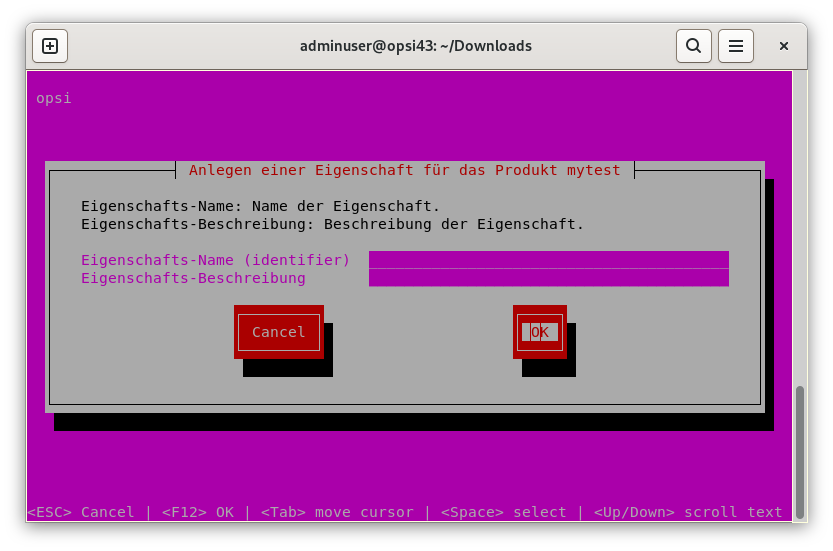 adminuser@opsi43: ~/Downloads
opsi
Anlegen einer Eigenschaft für das Produkt mytest
Eigenschafts-Name: Name der Eigenschaft.
Eigenschafts-Beschreibung: Beschreibung der Eigenschaft.
Eigenschafts-Name (identifier)
Eigenschafts-Beschreibung
Cancel OK
<ESC> Cancel | <F12> OK | <Tab> move cursor | <Space> select | <Up/Down> scroll text